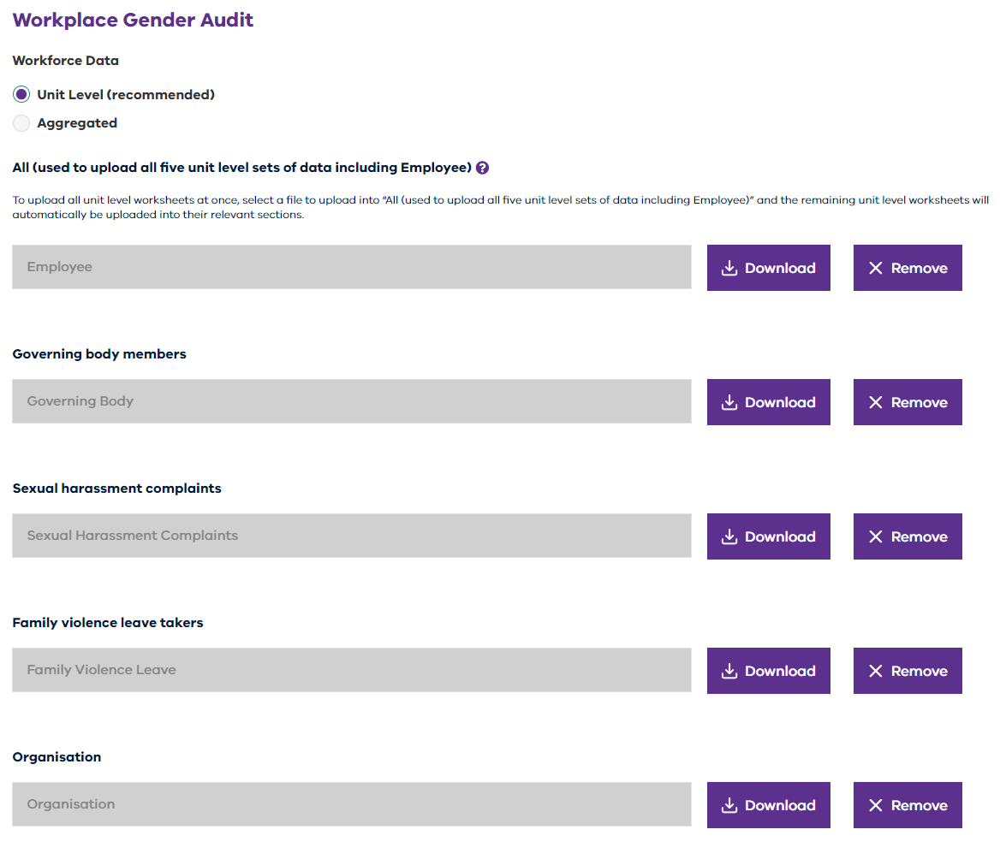 Workplace Gender Audit
Workforce Data
Unit Level (recommended)
Aggregated
All (used to upload all five unit level sets of data including Employee) ?
To upload all unit level worksheets at once, select a file to upload into “All (used to upload all five unit level sets of data including Employee)” and the remaining unit level worksheets will
automatically be uploaded into their relevant sections.
Employee Download Remove
Governing body members
Governing Body Download Remove
Sexual harassment complaints
Sexual Harassment Complaints Download Remove
Family violence leave takers
Family Violence Leave Download Remove
Organisation
Organisation Download Remove